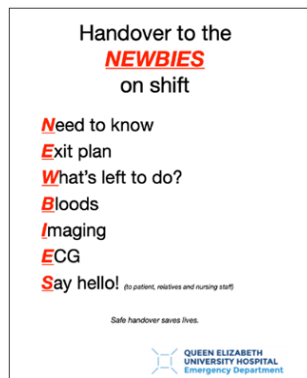 Handover to the
NEWBIES
on shift
Need to know
Exit plan
What's left to do?
Bloods
Imaging
ECG
Say hello! (to patient, relatives and nursing staff)
Safe handover saves lives.
QUEEN ELIZABETH
UNIVERSITY HOSPITAL
Emergency Department